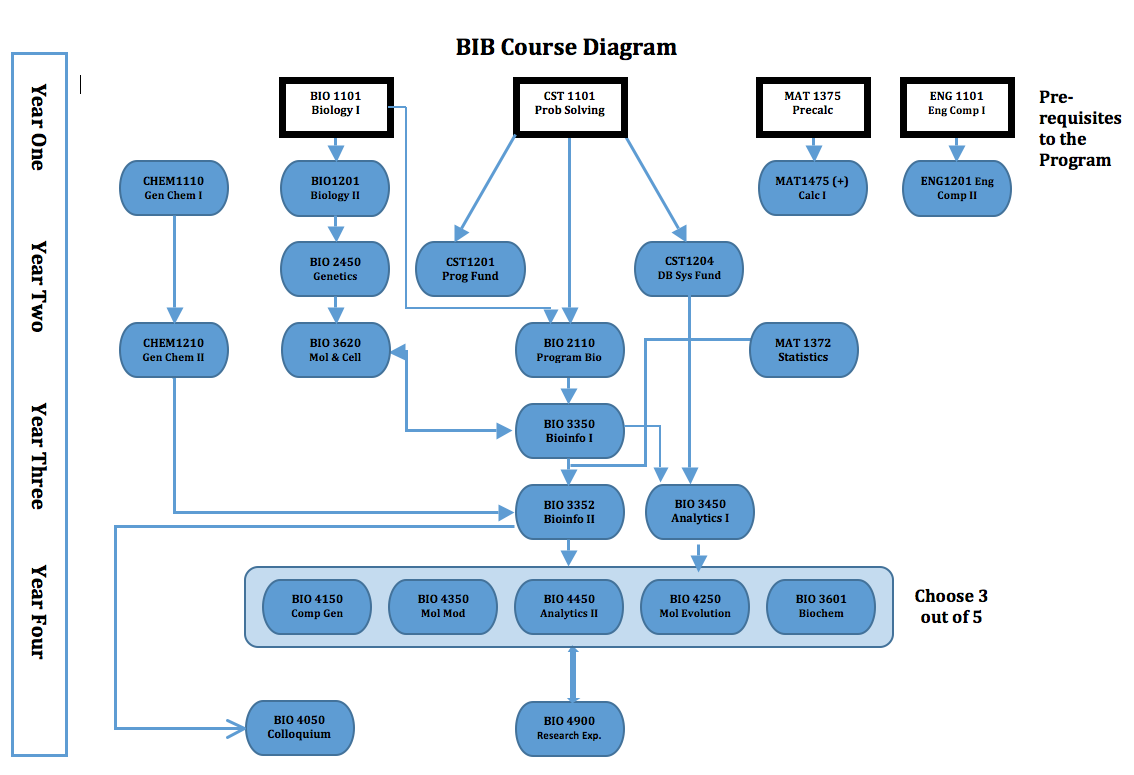 BIB Course Diagram
Year One
Year Two
Year Three
Year Four
BIO 1101
Biology I
CST 1101
Prob Solving
MAT 1375
Precalc
ENG 1101
Eng Comp I
Pre-
requisites
to the
Program
CHEM1110
Gen Chem I
BIO1201
Biology II
MAT1475 (+)
Calc I
ENG1201 Eng
Comp II
BIO 2450
Genetics
CST1201
Prog Fund
CST1204
DB Sys Fund
CHEM1210
Gen Chem II
BIO 3620
Mol & Cell
BIO 2110
Program Bio
MAT 1372
Statistics
BIO 3350
Bioinfo I
BIO 3352
Bioinfo II
BIO 3450
Analytics I
BIO 4150
Comp Gen
BIO 4350
Mol Mod
BIO 4450
Analytics II
BIO 4250
Mol Evolution
BIO 3601
Biochem
Choose 3
out of 5
BIO 4050
Colloquium
BIO 4900
Research Exp.